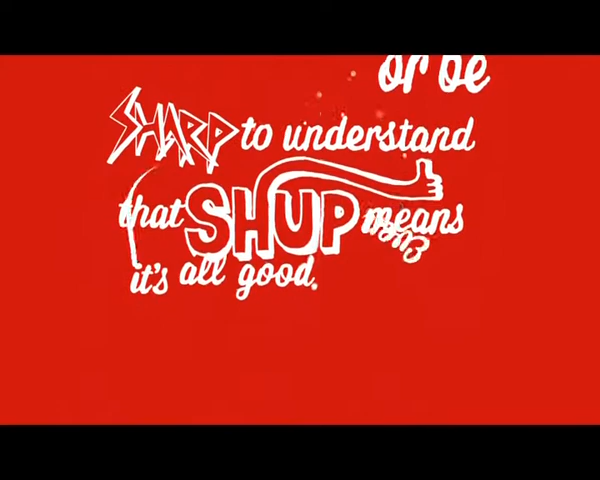 or be
SHARP to understand
that SHUP means
it's all good.